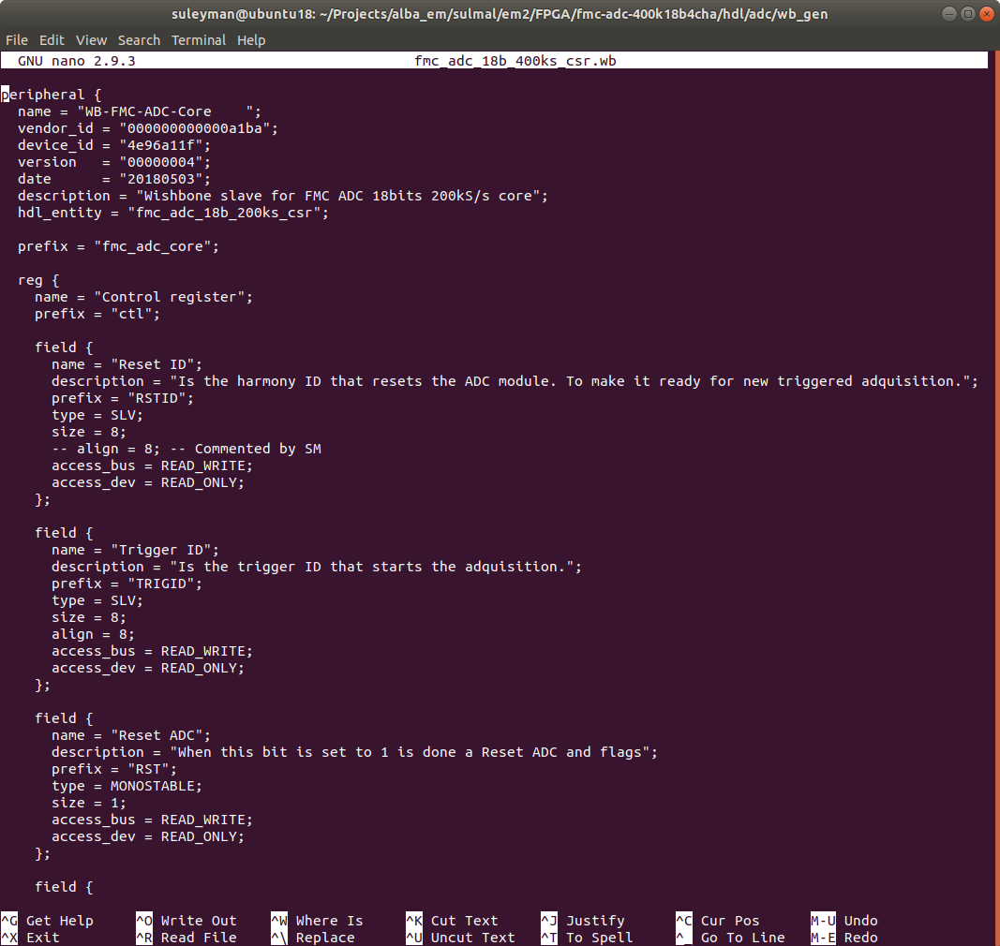 suleyman@ubuntu18: ~/Projects/alba_em/sulmal/em2/FPGA/fmc-adc-400k18b4cha/hdl/adc/wb_gen
File Edit View Search Terminal Help
GNU nano 2.9.3 fmc_adc_18b_400ks_csr.wb
peripheral {
  name = "WB-FMC-ADC-Core    ";
  vendor_id = "000000000000a1ba";
  device_id = "4e96a11f";
  version   = "00000004";
  date      = "20180503";
  description = "Wishbone slave for FMC ADC 18bits 200kS/s core";
  hdl_entity = "fmc_adc_18b_200ks_csr";
  prefix = "fmc_adc_core";
  reg {
    name = "Control register";
    prefix = "ctl";
    field {
      name = "Reset ID";
      description = "Is the harmony ID that resets the ADC module. To make it ready for new triggered adquisition.";
      prefix = "RSTID";
      type = SLV;
      size = 8;
      -- align = 8; -- Commented by SM
      access_bus = READ_WRITE;
      access_dev = READ_ONLY;
    };
    field {
      name = "Trigger ID";
      description = "Is the trigger ID that starts the adquisition.";
      prefix = "TRIGID";
      type = SLV;
      size = 8;
      align = 8;
      access_bus = READ_WRITE;
      access_dev = READ_ONLY;
    };
    field {
      name = "Reset ADC";
      description = "When this bit is set to 1 is done a Reset ADC and flags";
      prefix = "RST";
      type = MONOSTABLE;
      size = 1;
      access_bus = READ_WRITE;
      access_dev = READ_ONLY;
    };
    field {
^G Get Help ^O Write Out ^W Where Is ^K Cut Text ^J Justify ^C Cur Pos M-U Undo
^X Exit ^R Read File ^\ Replace ^U Uncut Text ^T To Spell ^_ Go To Line M-E Redo